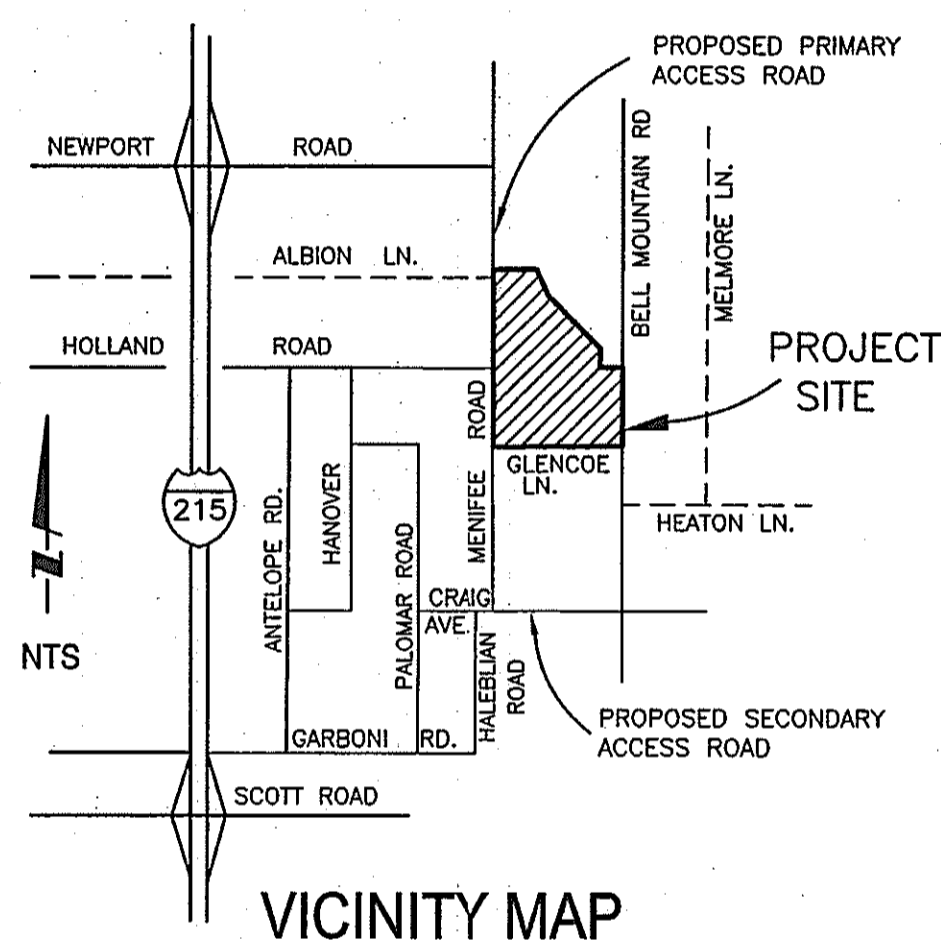 PROPOSED PRIMARY
ACCESS ROAD
NEWPORT ROAD
BELL MOUNTAIN RD
MELMORE LN.
ALBION LN.
HOLLAND ROAD
PROJECT
SITE
MENIFEE ROAD
GLENCOE
LN.
215
ANTELOPE RD.
HANOVER
PALOMAR ROAD
HEATON LN.
CRAIG
AVE.
HALEBLIAN
ROAD
N
NTS
PROPOSED SECONDARY
ACCESS ROAD
GARBONI RD.
SCOTT ROAD
VICINITY MAP